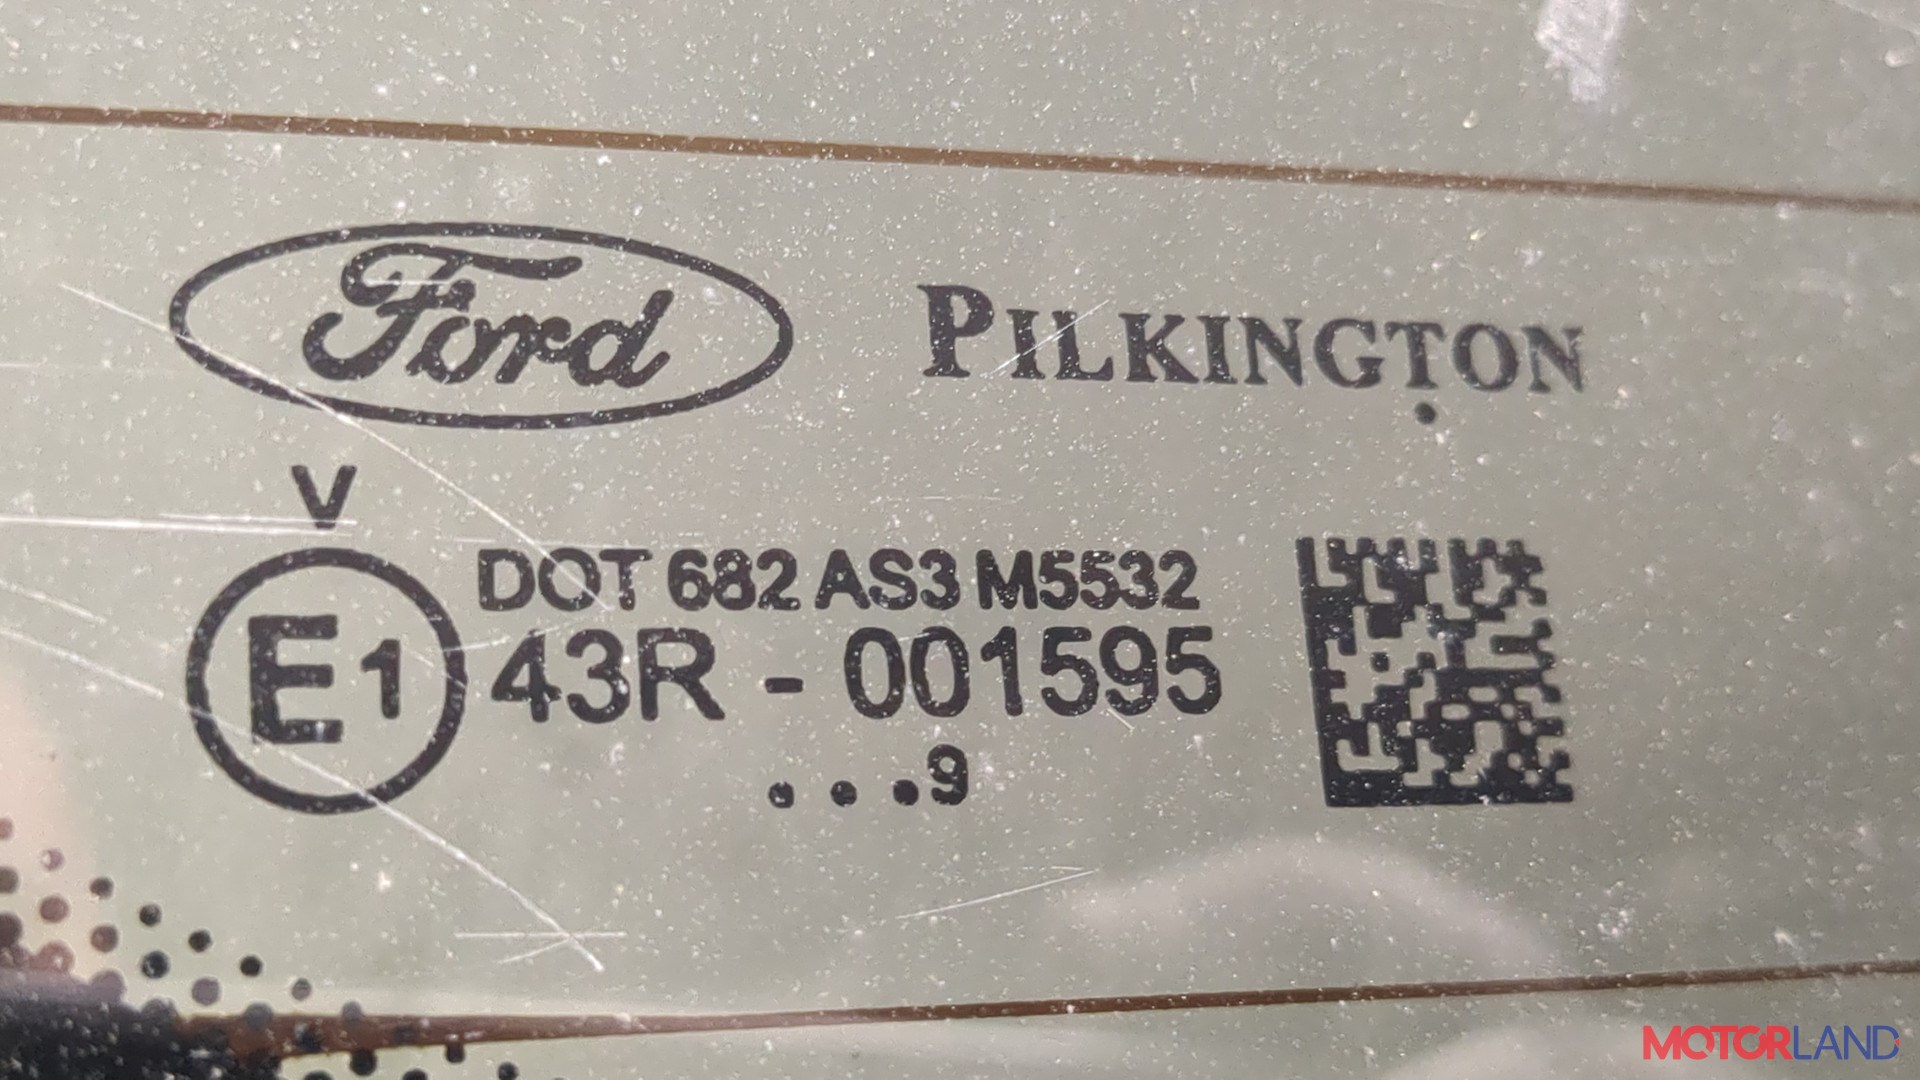 Ford PILKINGTON
V
E1
DOT 682 AS3 M5532
43R - 001595
...9
MOTORLAND